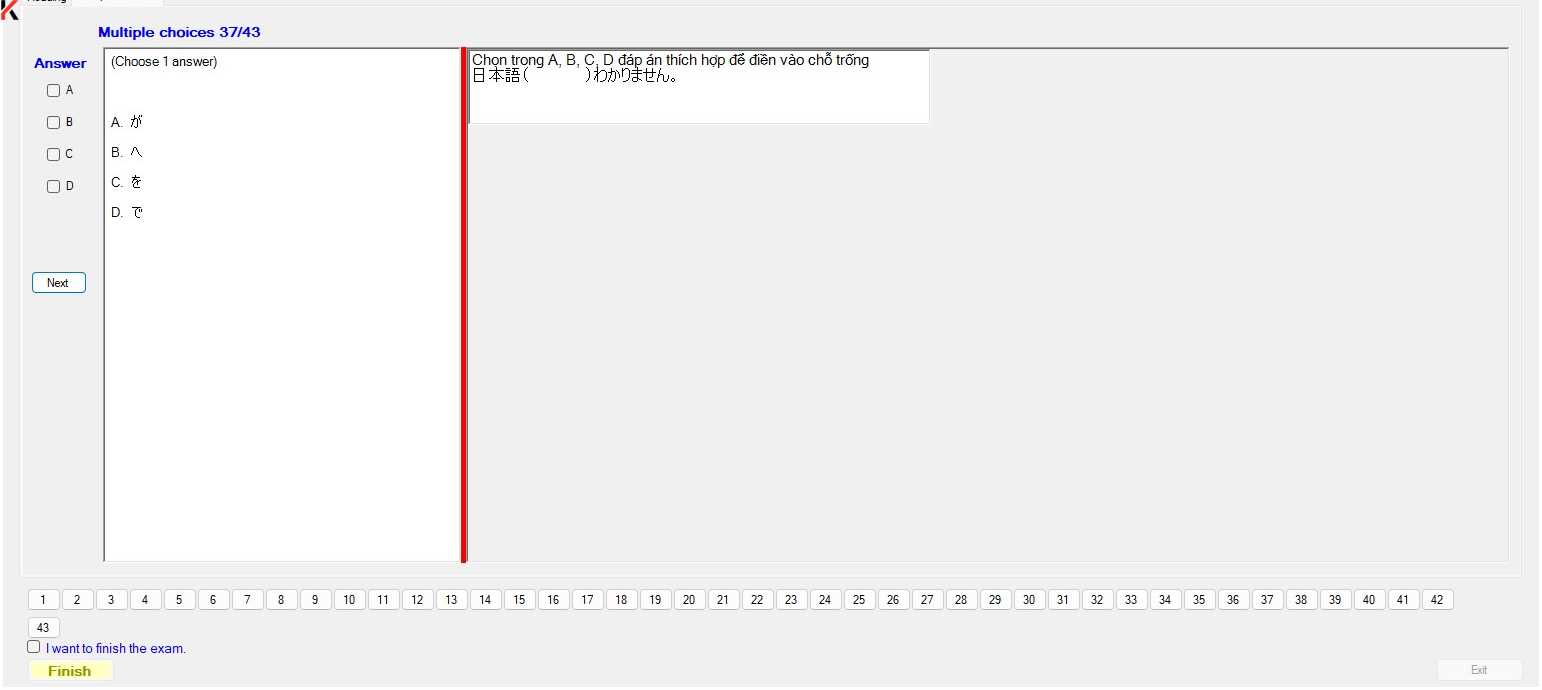 Multiple choices 37/43
Answer
A
B
C
D
Next
(Choose 1 answer)
A. が
B. へ
C. を
D. で
Chọn trong A, B, C, D đáp án thích hợp để điền vào chỗ trống
日本語( )わかりません。
1 2 3 4 5 6 7 8 9 10 11 12 13 14 15 16 17 18 19 20 21 22 23 24 25 26 27 28 29 30 31 32 33 34 35 36 37 38 39 40 41 42
43
I want to finish the exam.
Finish
Exit